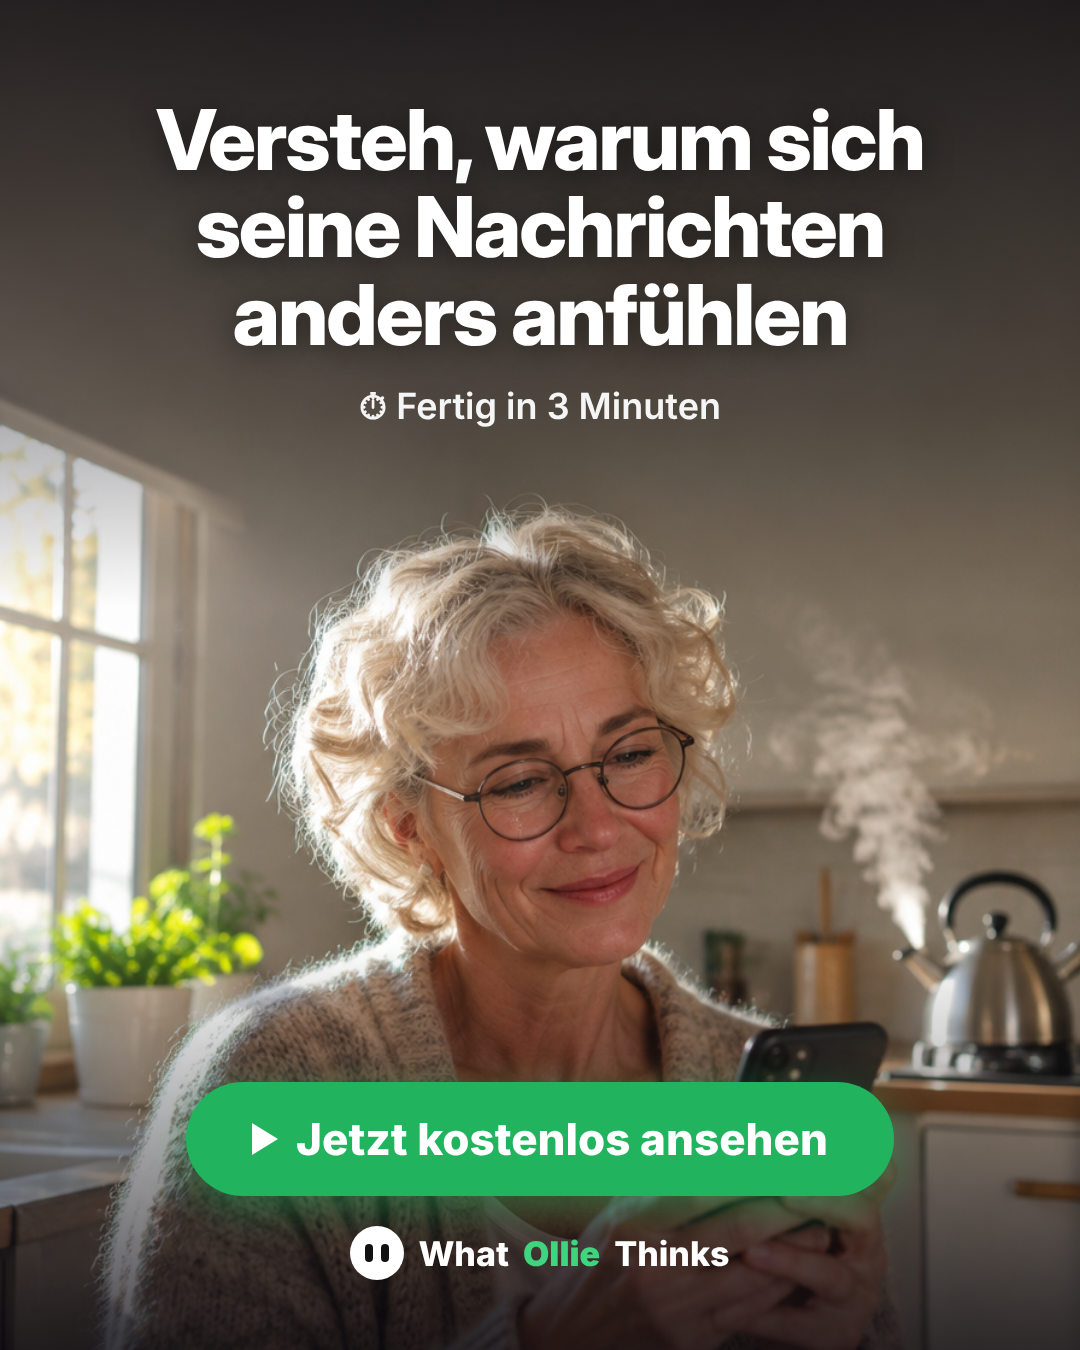 Versteh, warum sich
seine Nachrichten
anders anfühlen
⏱ Fertig in 3 Minuten
▶ Jetzt kostenlos ansehen
What Ollie Thinks